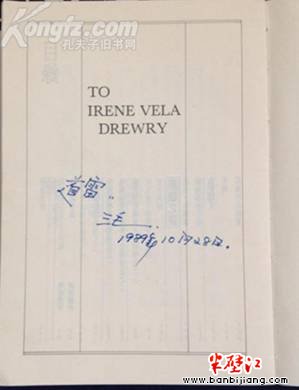 kongfz.com
孔夫子旧书网
TO
IRENE VELA
DREWRY
道雷:
三毛
1989年10月28日.
半壁江
www.banbijiang.com